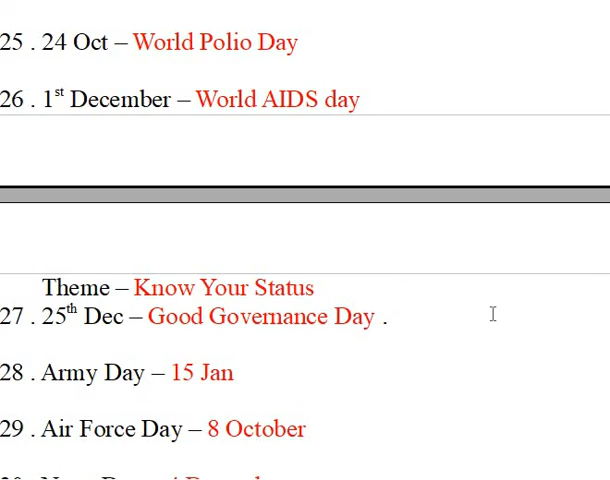 25 . 24 Oct – World Polio Day
26 . 1st December – World AIDS day
Theme – Know Your Status
27 . 25th Dec – Good Governance Day .
28 . Army Day – 15 Jan
29 . Air Force Day – 8 October